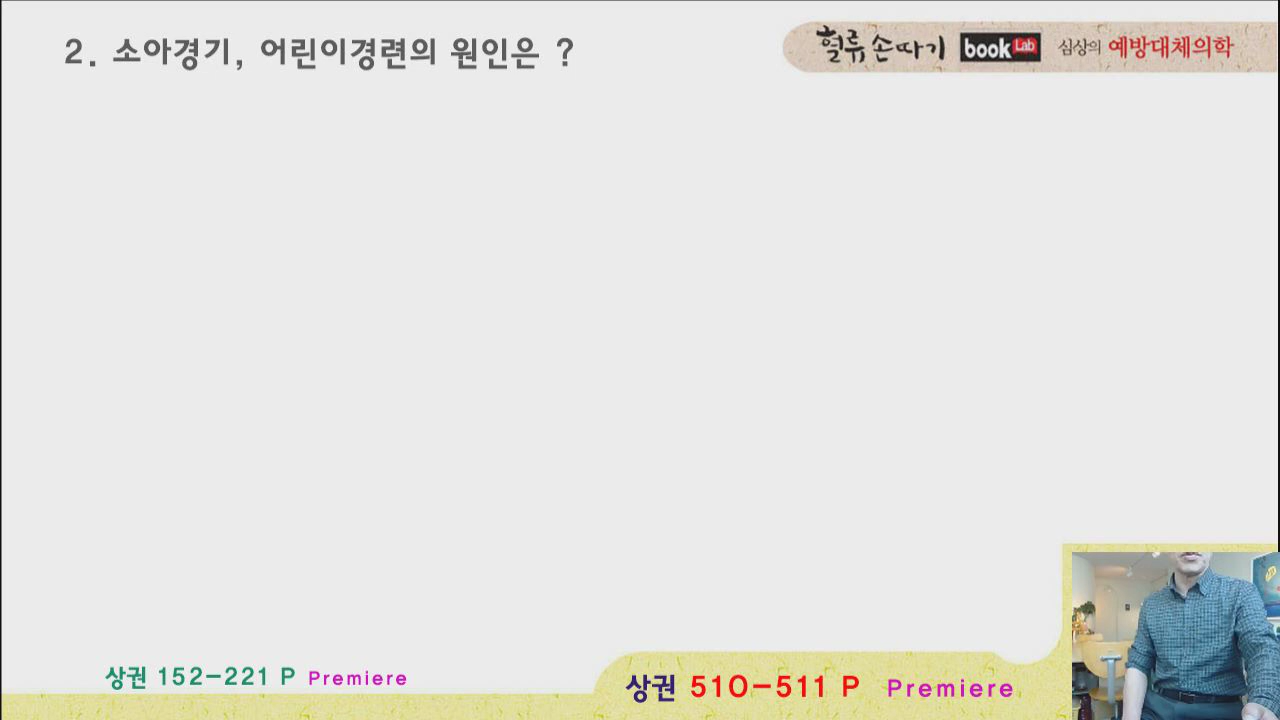 2. 소아경기, 어린이경련의 원인은 ?
혈류 손따기 book Lab 심상의 예방대체의학
상권 152-221 P Premiere
상권 510-511 P Premiere